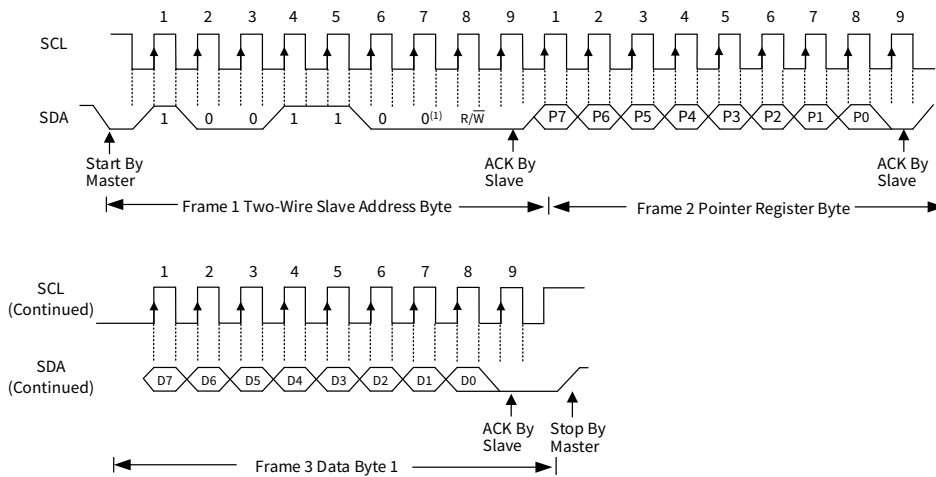 1 2 3 4 5 6 7 8 9 1 2 3 4 5 6 7 8 9
SCL
SDA 1 0 0 1 1 0 0(1) R/W̅ P7 P6 P5 P4 P3 P2 P1 P0
Start By
Master
ACK By
Slave
ACK By
Slave
Frame 1 Two-Wire Slave Address Byte
Frame 2 Pointer Register Byte
1 2 3 4 5 6 7 8 9
SCL
(Continued)
SDA
(Continued)
D7 D6 D5 D4 D3 D2 D1 D0
ACK By
Slave
Stop By
Master
Frame 3 Data Byte 1